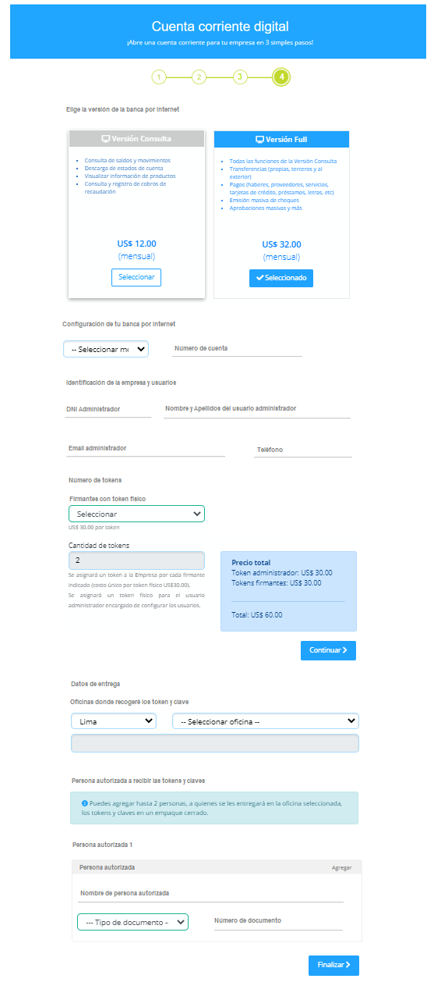 Cuenta corriente digital
¡Abre una cuenta corriente para tu empresa en 3 simples pasos!
1 2 3 4
Elige la versión de la banca por internet
Versión Consulta
Consulta de saldos y movimientos
Descarga de estados de cuenta
Visualizar información de productos
Consulta y registro de cobros de
recaudación
US$ 12.00
(mensual)
Seleccionar
Versión Full
Todas las funciones de la Versión Consulta
Transferencias (propias, terceros y al
exterior)
Pagos (haberes, proveedores, servicios,
tarjetas de crédito, préstamos, letras, etc)
Emisión masiva de cheques
Aprobaciones masivas y más
US$ 32.00
(mensual)
Seleccionado
Configuración de tu banca por internet
-- Seleccionar mo
Número de cuenta
Identificación de la empresa y usuarios
DNI Administrador
Nombre y Apellidos del usuario administrador
Email administrador
Teléfono
Número de tokens
Firmantes con token físico
Seleccionar
US$ 30.00 por token
Cantidad de tokens
2
Se asignará un token a la Empresa por cada firmante
indicado (costo único por token físico US$30.00).
Se asignará un token físico para el usuario
administrador encargado de configurar los usuarios.
Precio total
Token administrador: US$ 30.00
Tokens firmantes: US$ 30.00
Total: US$ 60.00
Continuar
Datos de entrega
Oficinas donde recogeré los token y clave
Lima
-- Seleccionar oficina --
Persona autorizada a recibir las tokens y claves
Puedes agregar hasta 2 personas, a quienes se les entregará en la oficina seleccionada,
los tokens y claves en un empaque cerrado.
Persona autorizada 1
Persona autorizada
Agregar
Nombre de persona autorizada
--- Tipo de documento -
Número de documento
Finalizar